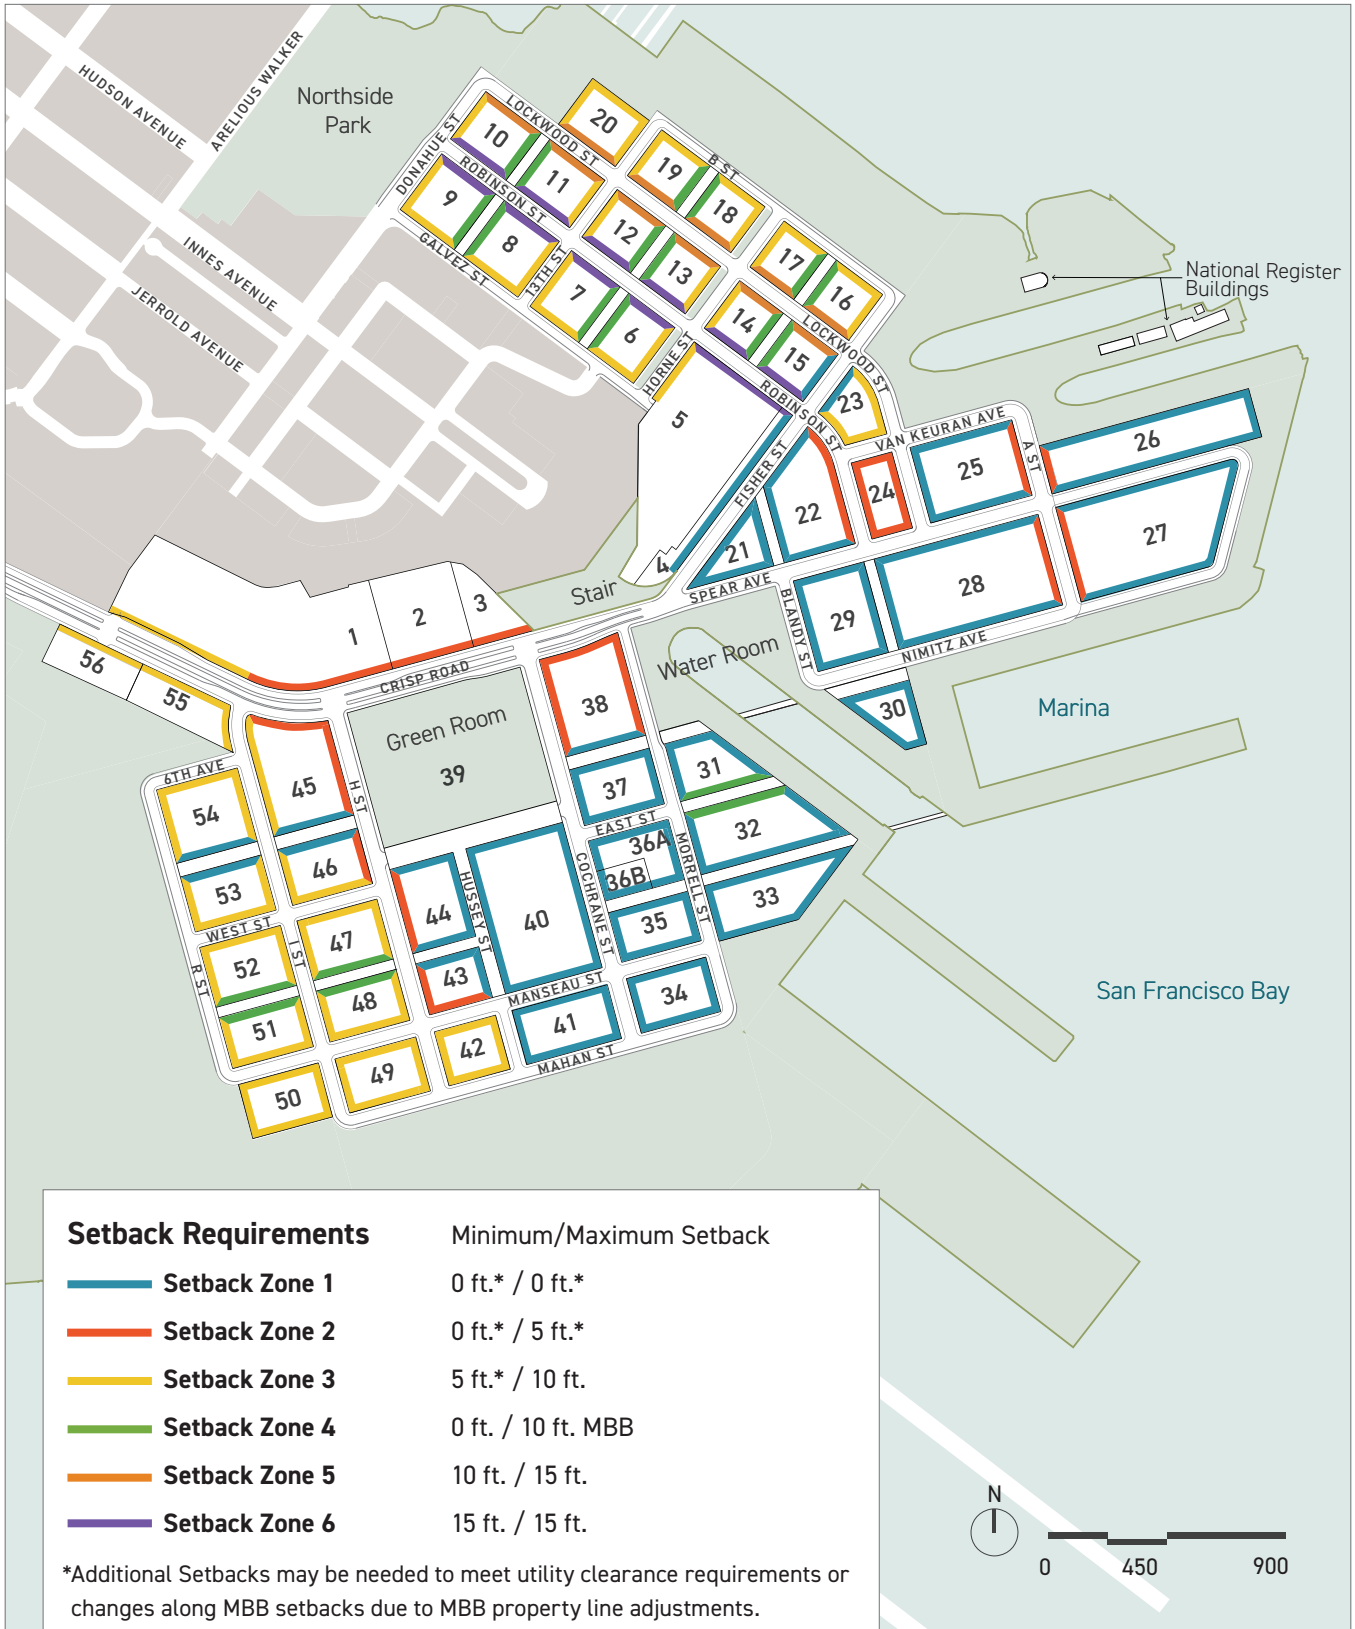 HUDSON AVENUE
ARELIOUS WALKER
Northside
Park
INNES AVENUE
JERROLD AVENUE
DONAHUE ST
LOCKWOOD ST
ROBINSON ST
GALVEZ ST
13TH ST
B ST
HORNE ST
10
11
20
19
18
9
8
12
13
17
16
7
6
14
15
LOCKWOOD ST
ROBINSON ST
National Register
Buildings
5
23
FISHER ST
VAN KEURAN AVE
A ST
26
25
24
22
27
21
4
28
29
SPEAR AVE
BLANDY ST
NIMITZ AVE
30
Stair
Water Room
Marina
San Francisco Bay
1
2
3
CRISP ROAD
56
55
Green Room
39
38
37
31
32
33
EAST ST
36A
36B
MORRELL ST
COCHRANE ST
35
34
6TH AVE
54
45
H ST
53
46
WEST ST
R ST
I ST
52
47
51
48
50
49
42
44
HUSSEY ST
40
43
MANSEAU ST
41
MAHAN ST
Setback Requirements Minimum/Maximum Setback
Setback Zone 1 0 ft.* / 0 ft.*
Setback Zone 2 0 ft.* / 5 ft.*
Setback Zone 3 5 ft.* / 10 ft.
Setback Zone 4 0 ft. / 10 ft. MBB
Setback Zone 5 10 ft. / 15 ft.
Setback Zone 6 15 ft. / 15 ft.
*Additional Setbacks may be needed to meet utility clearance requirements or
changes along MBB setbacks due to MBB property line adjustments.
N
0 450 900